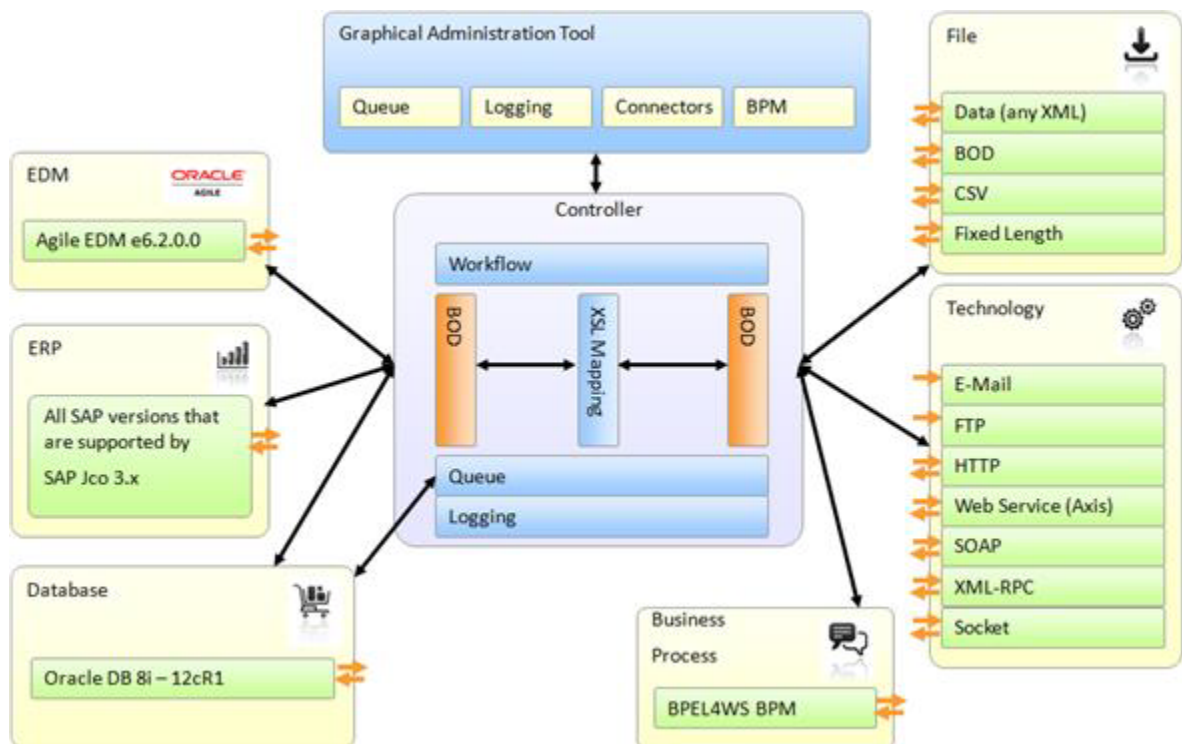 Graphical Administration Tool
Queue
Logging
Connectors
BPM
File
Data (any XML)
BOD
CSV
Fixed Length
EDM
ORACLE
AGILE
Agile EDM e6.2.0.0
Controller
Workflow
BOD
XSL Mapping
BOD
Queue
Logging
ERP
All SAP versions that
are supported by
SAP Jco 3.x
Technology
E-Mail
FTP
HTTP
Web Service (Axis)
SOAP
XML-RPC
Socket
Database
Oracle DB 8i – 12cR1
Business
Process
BPEL4WS BPM